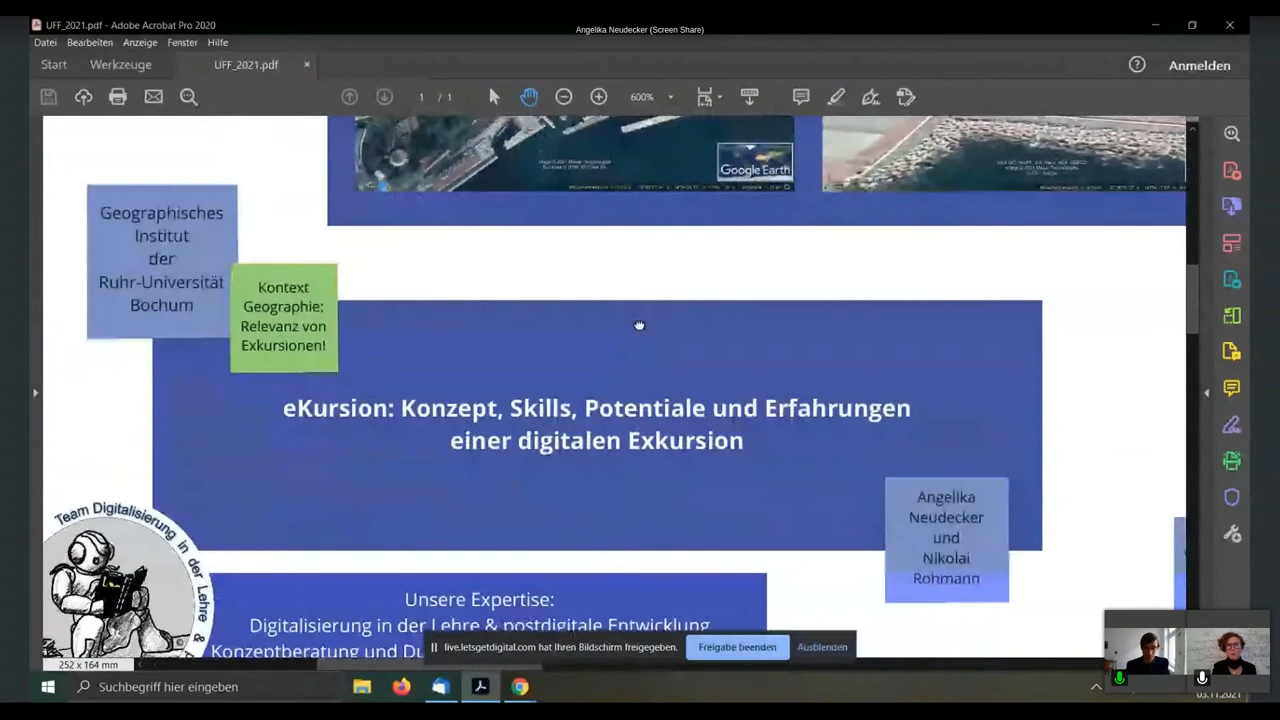 UFF_2021.pdf - Adobe Acrobat Pro 2020
Angelika Neudecker (Screen Share)
Datei Bearbeiten Anzeige Fenster Hilfe
Start Werkzeuge UFF_2021.pdf × Anmelden
1 / 1 600%
Google Earth
Geographisches
Institut
der
Ruhr-Universität
Bochum
Kontext
Geographie:
Relevanz von
Exkursionen!
eKursion: Konzept, Skills, Potentiale und Erfahrungen
einer digitalen Exkursion
Angelika
Neudecker
und
Nikolai
Rohmann
Team Digitalisierung in der Lehre &
Unsere Expertise:
Digitalisierung in der Lehre & postdigitale Entwicklung
Konzeptberatung und
live.letsgetdigital.com hat Ihren Bildschirm freigegeben. Freigabe beenden Ausblenden
252 x 164 mm
Suchbegriff hier eingeben
03.11.2021